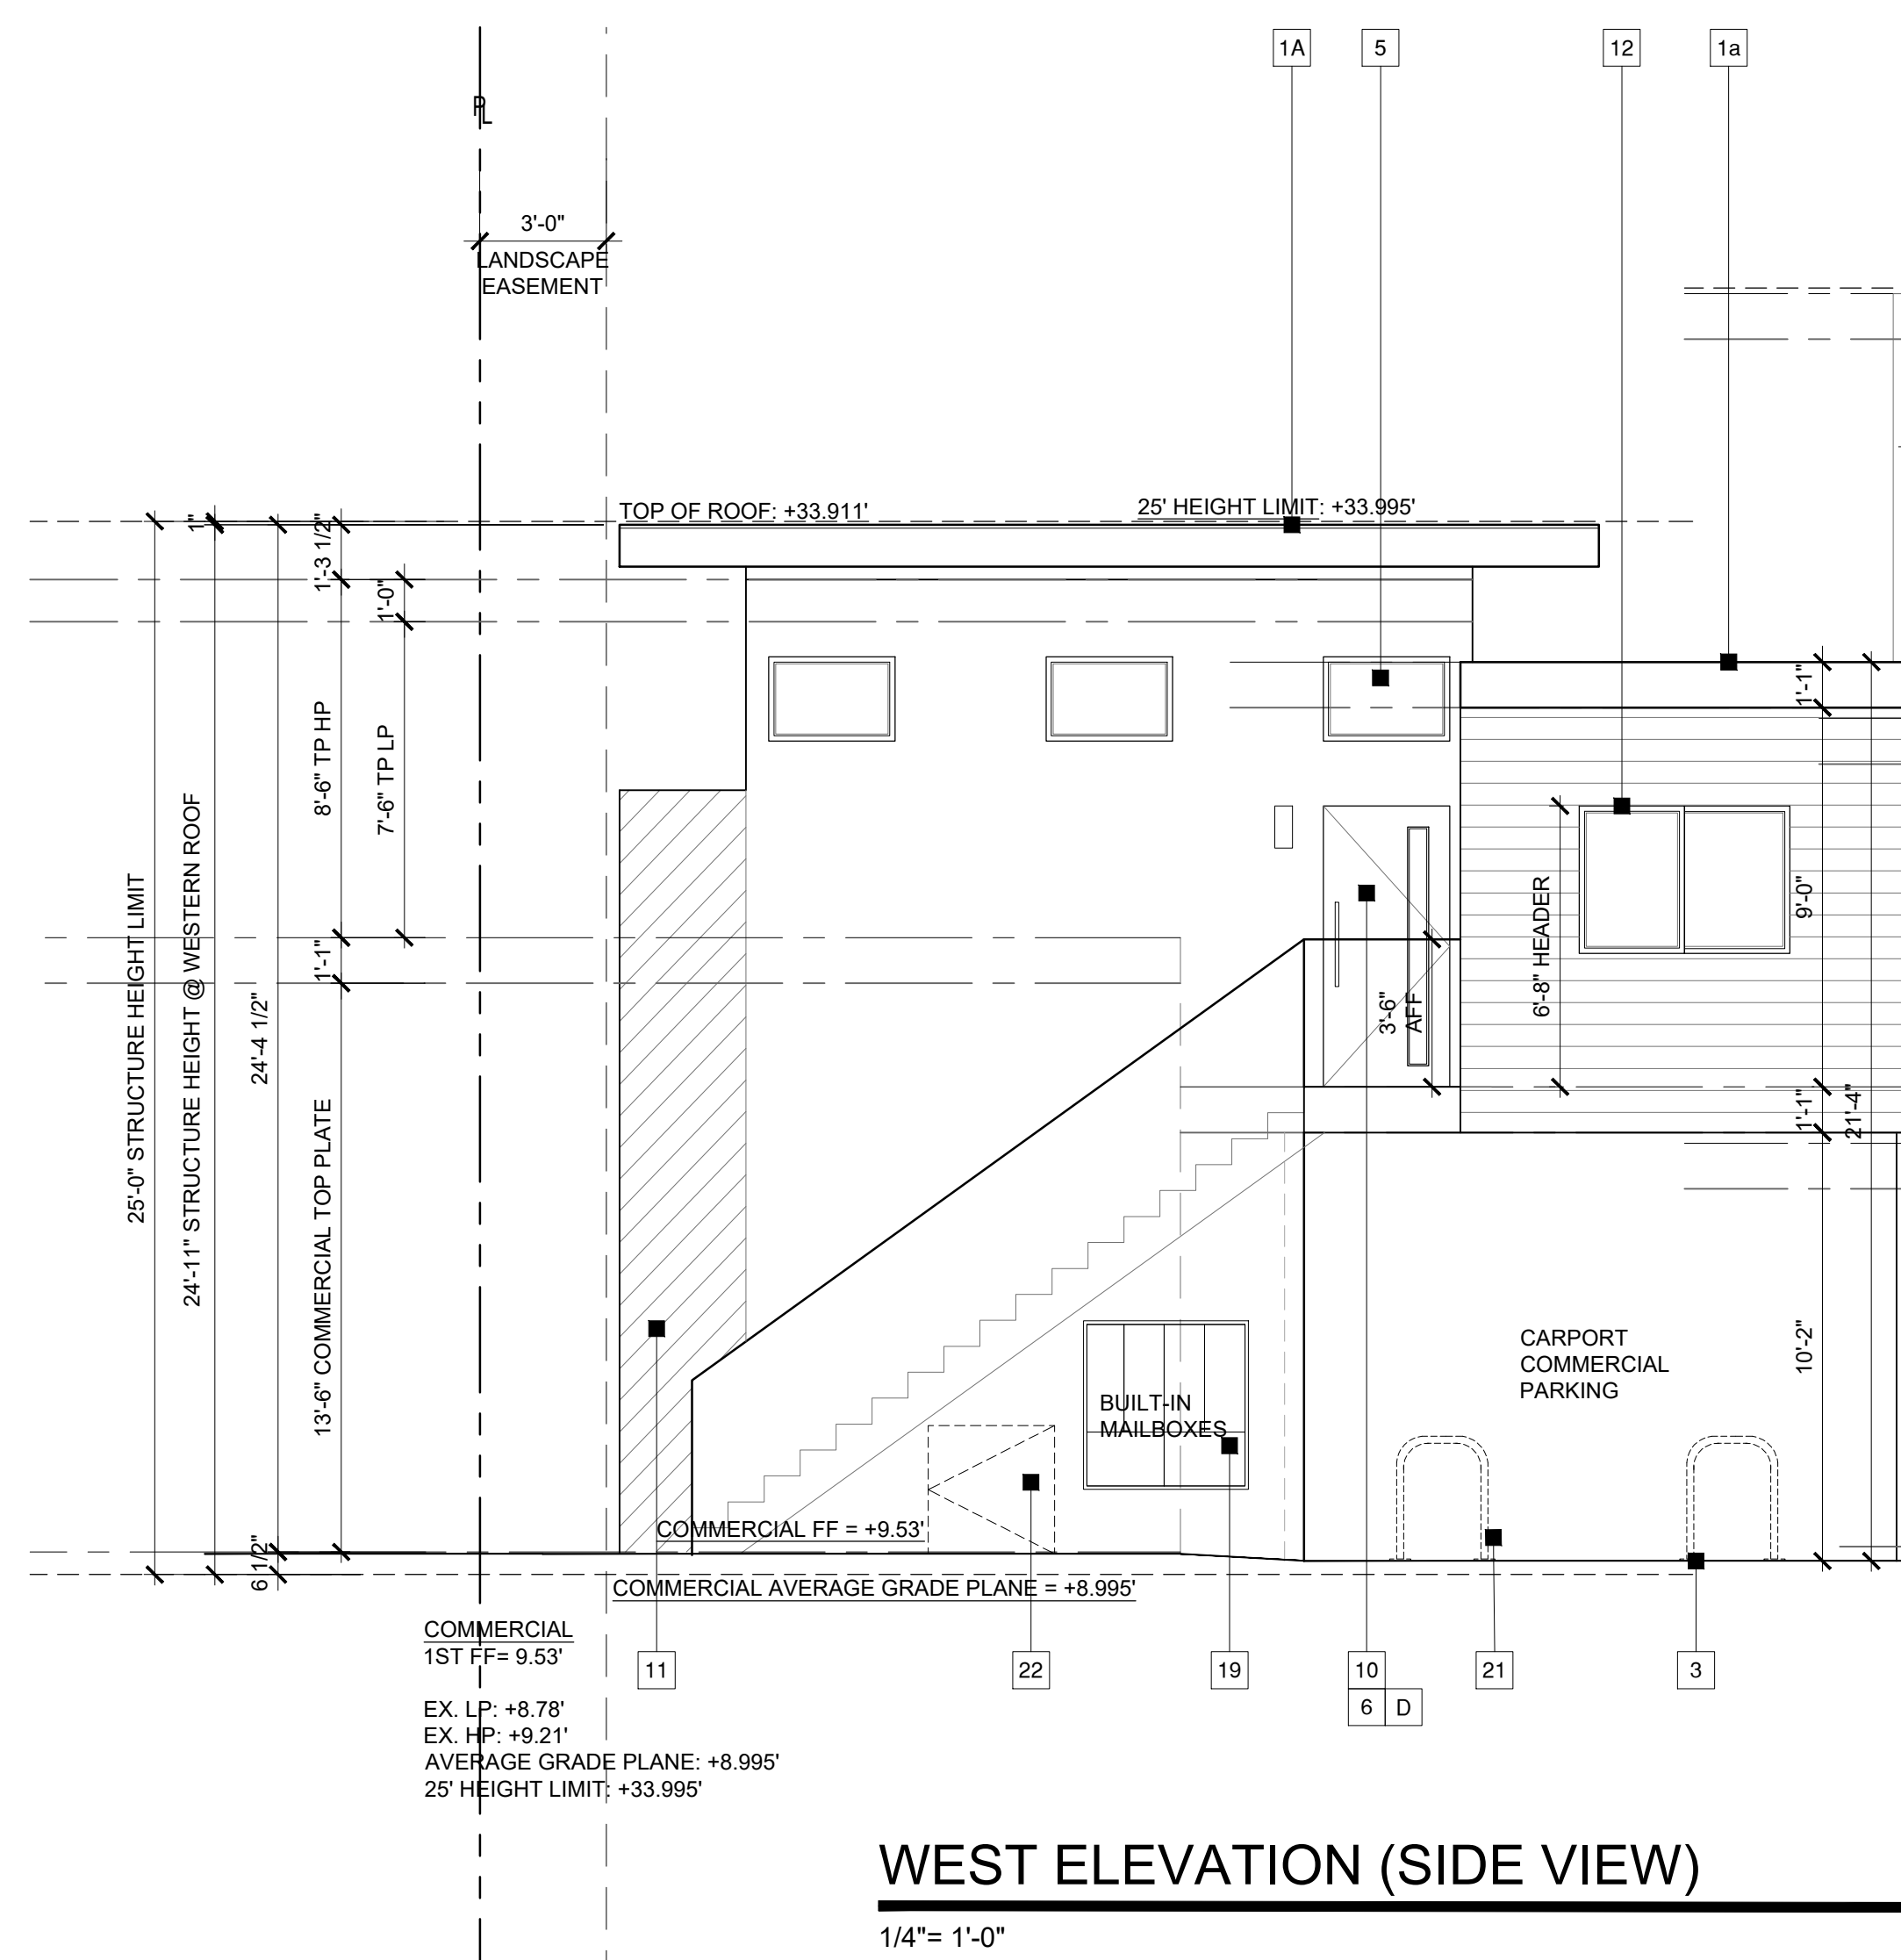 1A
5
12
1a
PL
3'-0"
LANDSCAPE
EASEMENT
TOP OF ROOF: +33.911'
25' HEIGHT LIMIT: +33.995'
1"
1'-3 1/2"
1'-0"
8'-6" TP HP
7'-6" TP LP
1'-1"
25'-0" STRUCTURE HEIGHT LIMIT
24'-11" STRUCTURE HEIGHT @ WESTERN ROOF
24'-4 1/2"
13'-6" COMMERCIAL TOP PLATE
6 1/2"
1'-1"
9'-0"
6'-8" HEADER
3'-6"
AFF
1'-1"
21'-4"
10'-2"
CARPORT
COMMERCIAL
PARKING
BUILT-IN
MAILBOXES
COMMERCIAL FF = +9.53'
COMMERCIAL AVERAGE GRADE PLANE = +8.995'
COMMERCIAL
1ST FF= 9.53'
EX. LP: +8.78'
EX. HP: +9.21'
AVERAGE GRADE PLANE: +8.995'
25' HEIGHT LIMIT: +33.995'
11
22
19
10
21
3
6 D
WEST ELEVATION (SIDE VIEW)
1/4"= 1'-0"